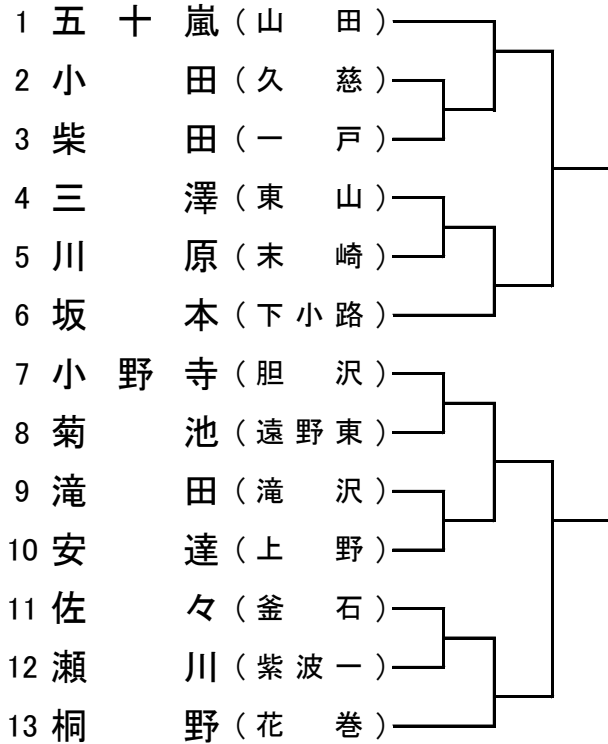 1 五十嵐（山田）
2 小田（久慈）
3 柴田（一戸）
4 三澤（東山）
5 川原（末崎）
6 坂本（下小路）
7 小野寺（胆沢）
8 菊池（遠野東）
9 滝田（滝沢）
10 安達（上野）
11 佐々（釜石）
12 瀬川（紫波一）
13 桐野（花巻）